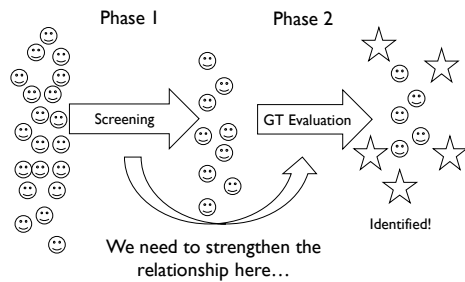 Phase 1
Phase 2
Screening
GT Evaluation
Identified!
We need to strengthen the
relationship here…